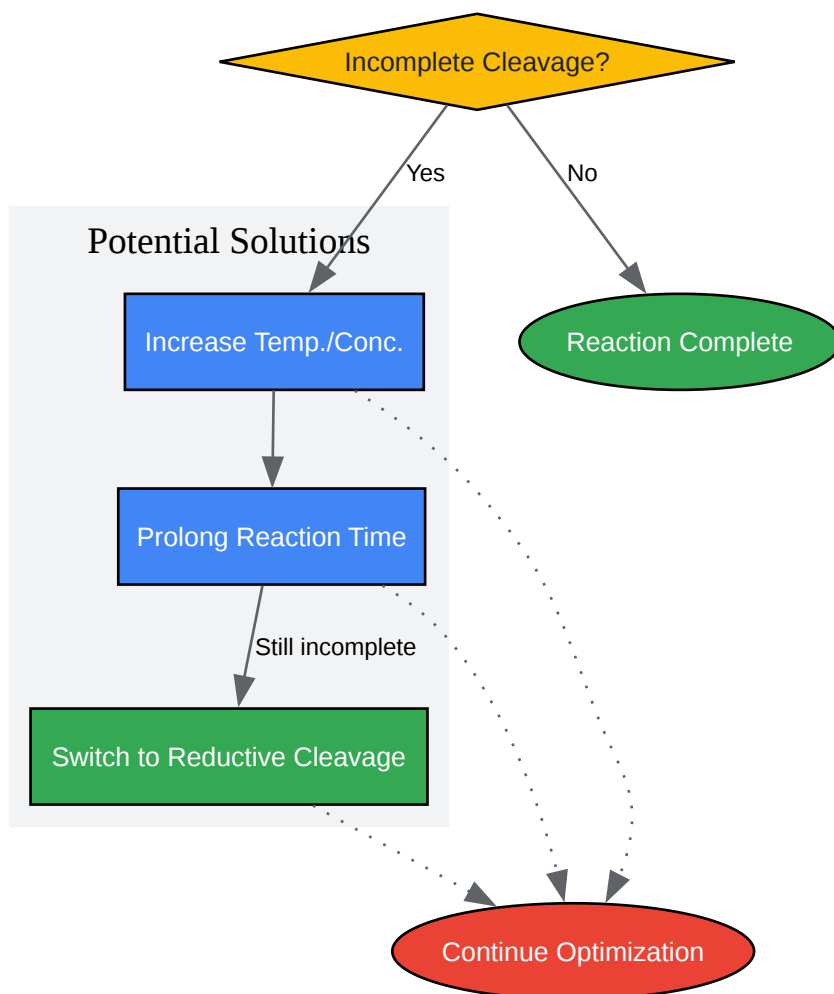 Incomplete Cleavage?
Yes
No
Potential Solutions
Increase Temp./Conc.
Reaction Complete
Prolong Reaction Time
Still incomplete
Switch to Reductive Cleavage
Continue Optimization